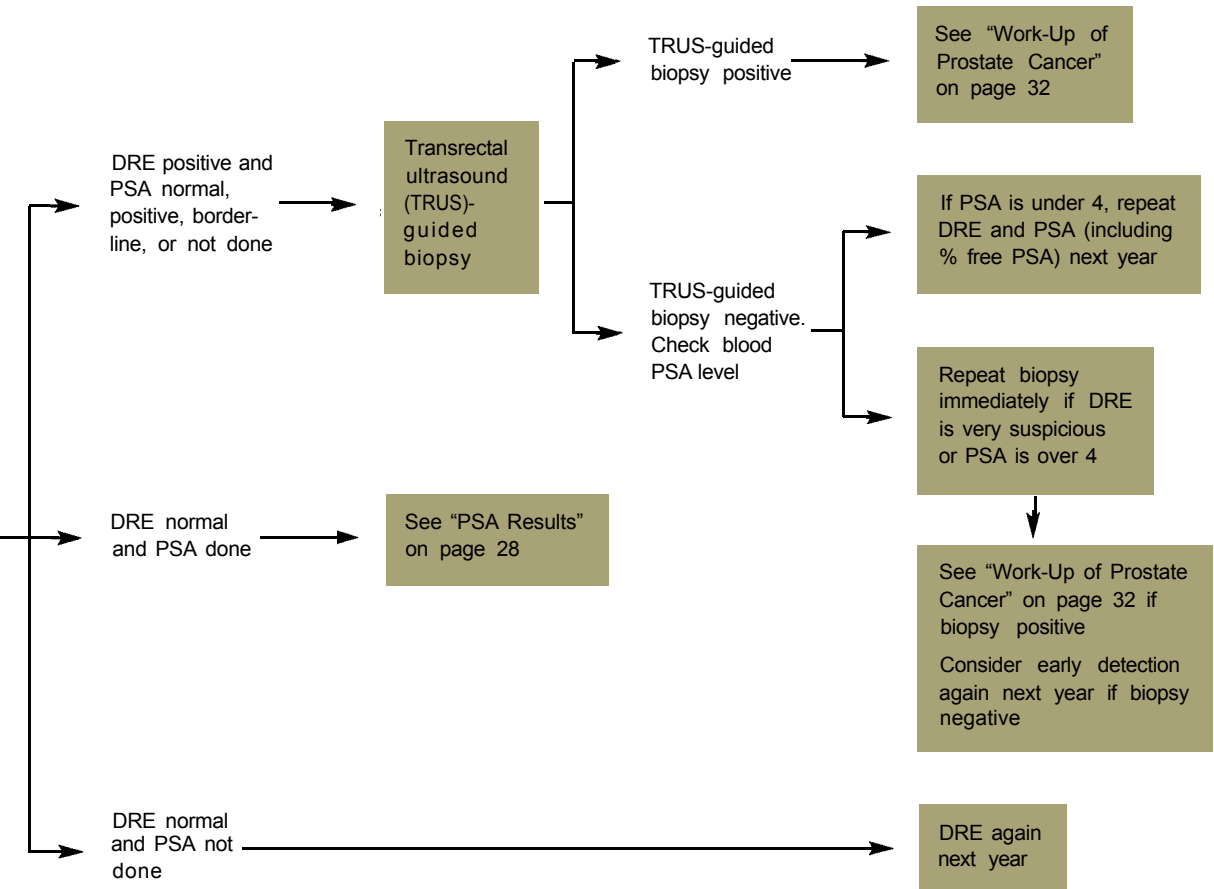 DRE positive and
PSA normal,
positive, border-
line, or not done
Transrectal
ultrasound
(TRUS)-
guided
biopsy
TRUS-guided
biopsy positive
See “Work-Up of
Prostate Cancer”
on page 32
TRUS-guided
biopsy negative.
Check blood
PSA level
If PSA is under 4, repeat
DRE and PSA (including
% free PSA) next year
Repeat biopsy
immediately if DRE
is very suspicious
or PSA is over 4
See “Work-Up of Prostate
Cancer” on page 32 if
biopsy positive
Consider early detection
again next year if biopsy
negative
DRE normal
and PSA done
See “PSA Results”
on page 28
DRE normal
and PSA not
done
DRE again
next year